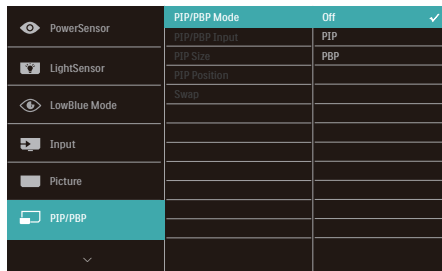 PowerSensor
LightSensor
LowBlue Mode
Input
Picture
PIP/PBP
PIP/PBP Mode
PIP/PBP Input
PIP Size
PIP Position
Swap
Off
PIP
PBP